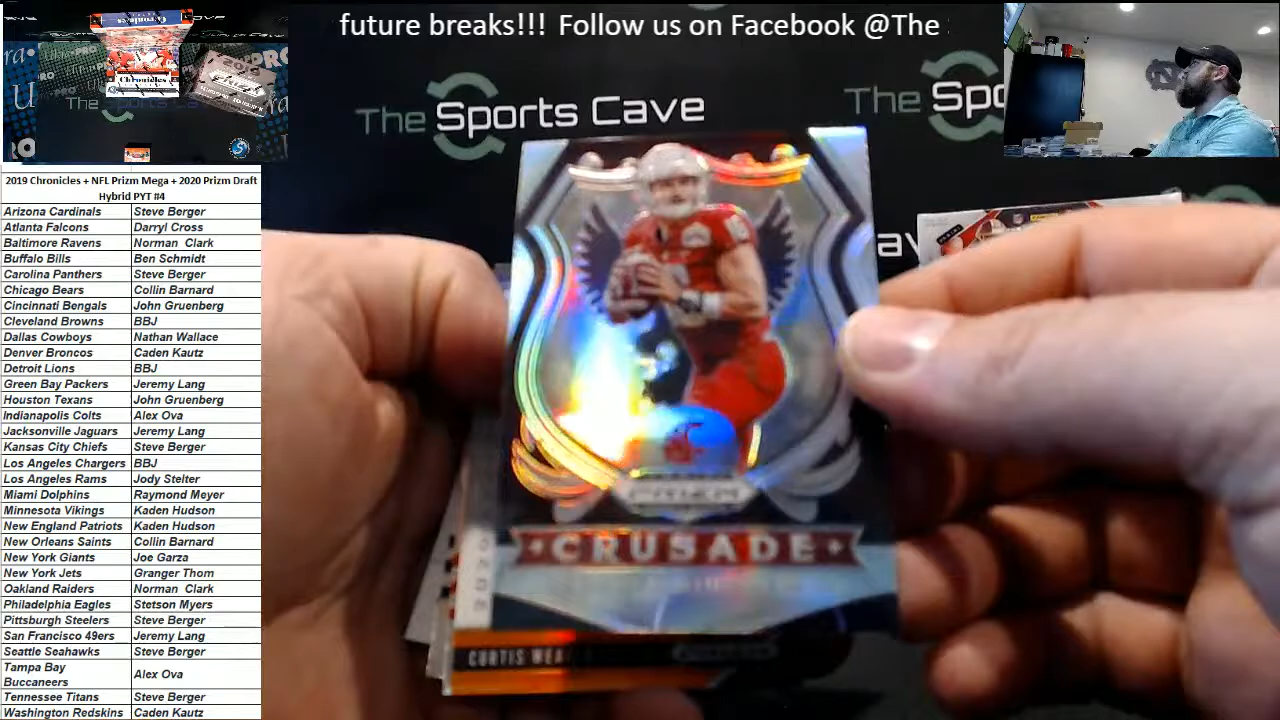 future breaks!!! Follow us on Facebook @The
The Sports Cave
The Spo
Chronicles
2019 Chronicles + NFL Prizm Mega + 2020 Prizm Draft
Hybrid PYT #4
Arizona Cardinals Steve Berger
Atlanta Falcons Darryl Cross
Baltimore Ravens Norman Clark
Buffalo Bills Ben Schmidt
Carolina Panthers Steve Berger
Chicago Bears Collin Barnard
Cincinnati Bengals John Gruenberg
Cleveland Browns BBJ
Dallas Cowboys Nathan Wallace
Denver Broncos Caden Kautz
Detroit Lions BBJ
Green Bay Packers Jeremy Lang
Houston Texans John Gruenberg
Indianapolis Colts Alex Ova
Jacksonville Jaguars Jeremy Lang
Kansas City Chiefs Steve Berger
Los Angeles Chargers BBJ
Los Angeles Rams Jody Stelter
Miami Dolphins Raymond Meyer
Minnesota Vikings Kaden Hudson
New England Patriots Kaden Hudson
New Orleans Saints Collin Barnard
New York Giants Joe Garza
New York Jets Granger Thom
Oakland Raiders Norman Clark
Philadelphia Eagles Stetson Myers
Pittsburgh Steelers Steve Berger
San Francisco 49ers Jeremy Lang
Seattle Seahawks Steve Berger
Tampa Bay
Buccaneers Alex Ova
Tennessee Titans Steve Berger
Washington Redskins Caden Kautz
PRIZM
CRUSADE
2020
CURTIS WEA